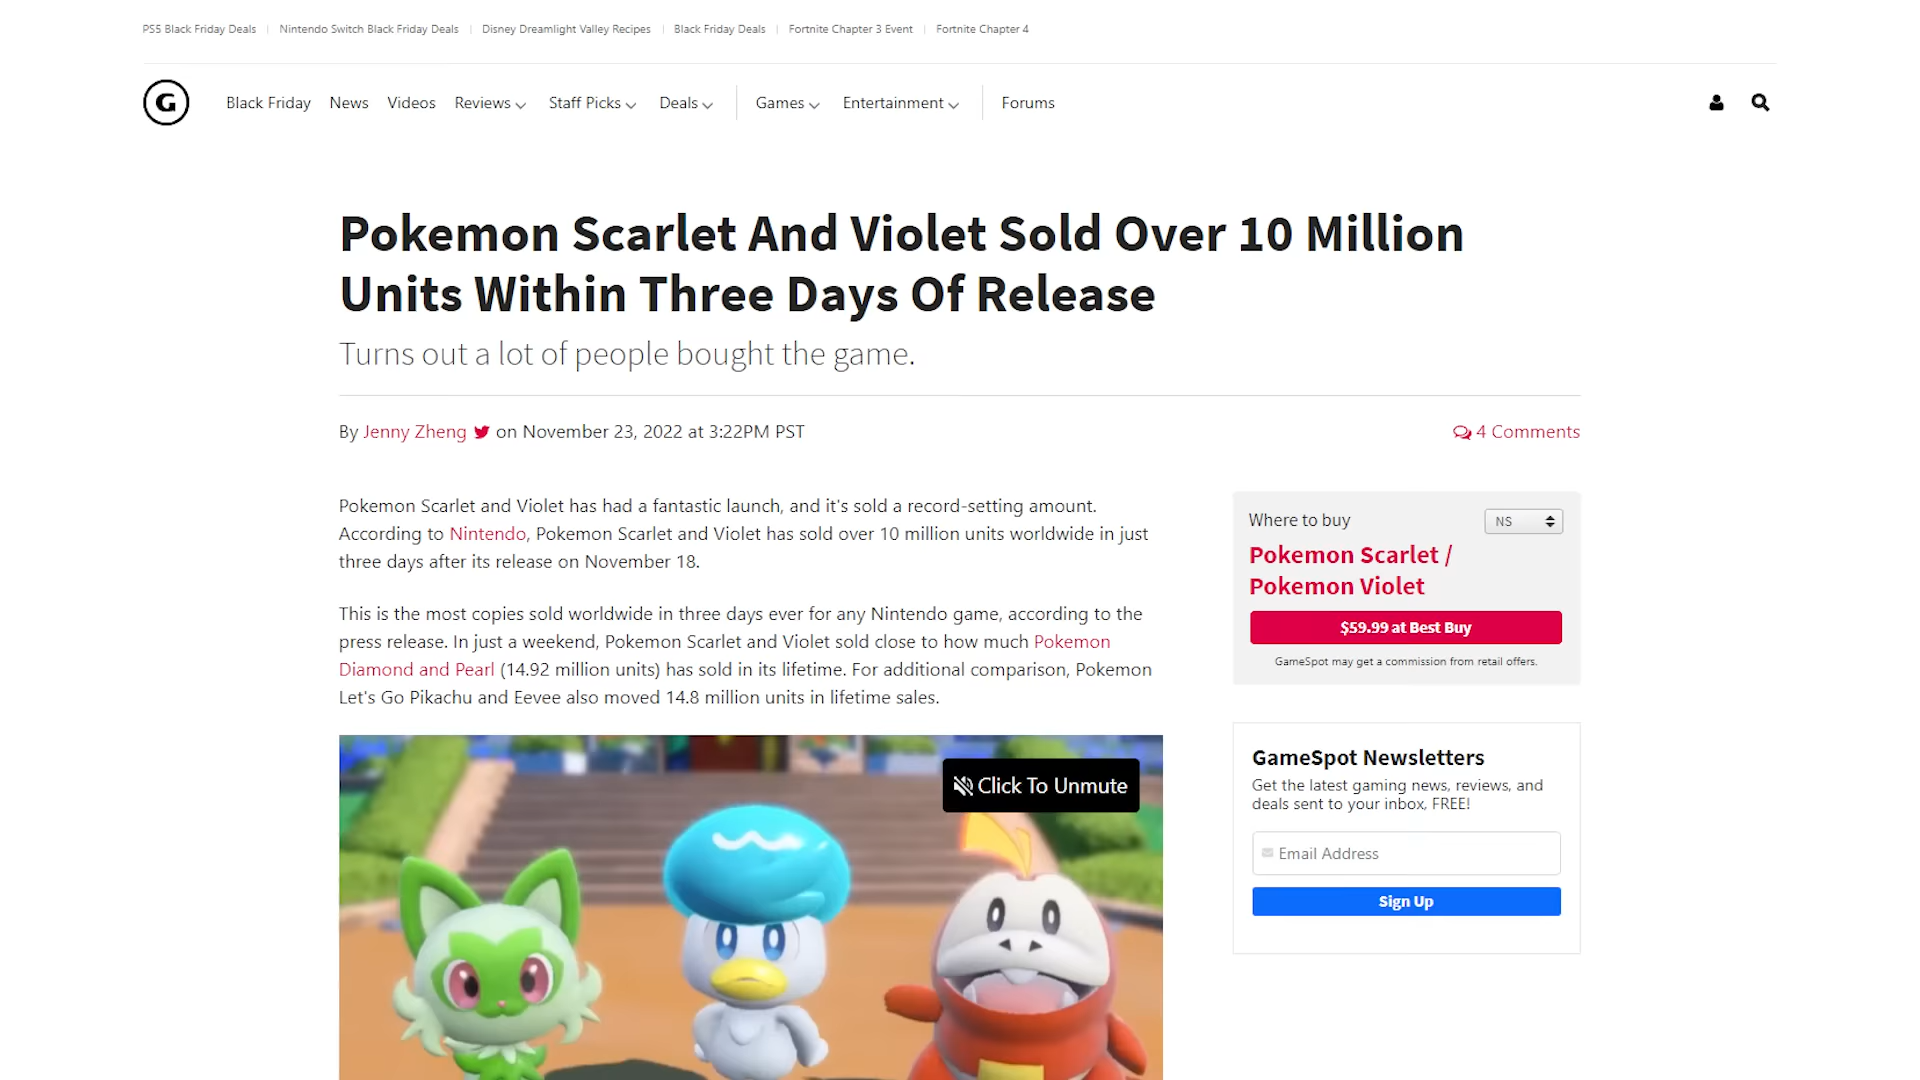 PS5 Black Friday Deals
Nintendo Switch Black Friday Deals
Disney Dreamlight Valley Recipes
Black Friday Deals
Fortnite Chapter 3 Event
Fortnite Chapter 4
G
Black Friday
News
Videos
Reviews
Staff Picks
Deals
Games
Entertainment
Forums
Pokemon Scarlet And Violet Sold Over 10 Million
Units Within Three Days Of Release
Turns out a lot of people bought the game.
By Jenny Zheng on November 23, 2022 at 3:22PM PST
4 Comments
Pokemon Scarlet and Violet has had a fantastic launch, and it's sold a record-setting amount.
According to Nintendo, Pokemon Scarlet and Violet has sold over 10 million units worldwide in just
three days after its release on November 18.
This is the most copies sold worldwide in three days ever for any Nintendo game, according to the
press release. In just a weekend, Pokemon Scarlet and Violet sold close to how much Pokemon
Diamond and Pearl (14.92 million units) has sold in its lifetime. For additional comparison, Pokemon
Let's Go Pikachu and Eevee also moved 14.8 million units in lifetime sales.
Click To Unmute
Where to buy
NS
Pokemon Scarlet /
Pokemon Violet
$59.99 at Best Buy
GameSpot may get a commission from retail offers.
GameSpot Newsletters
Get the latest gaming news, reviews, and
deals sent to your inbox, FREE!
Email Address
Sign Up